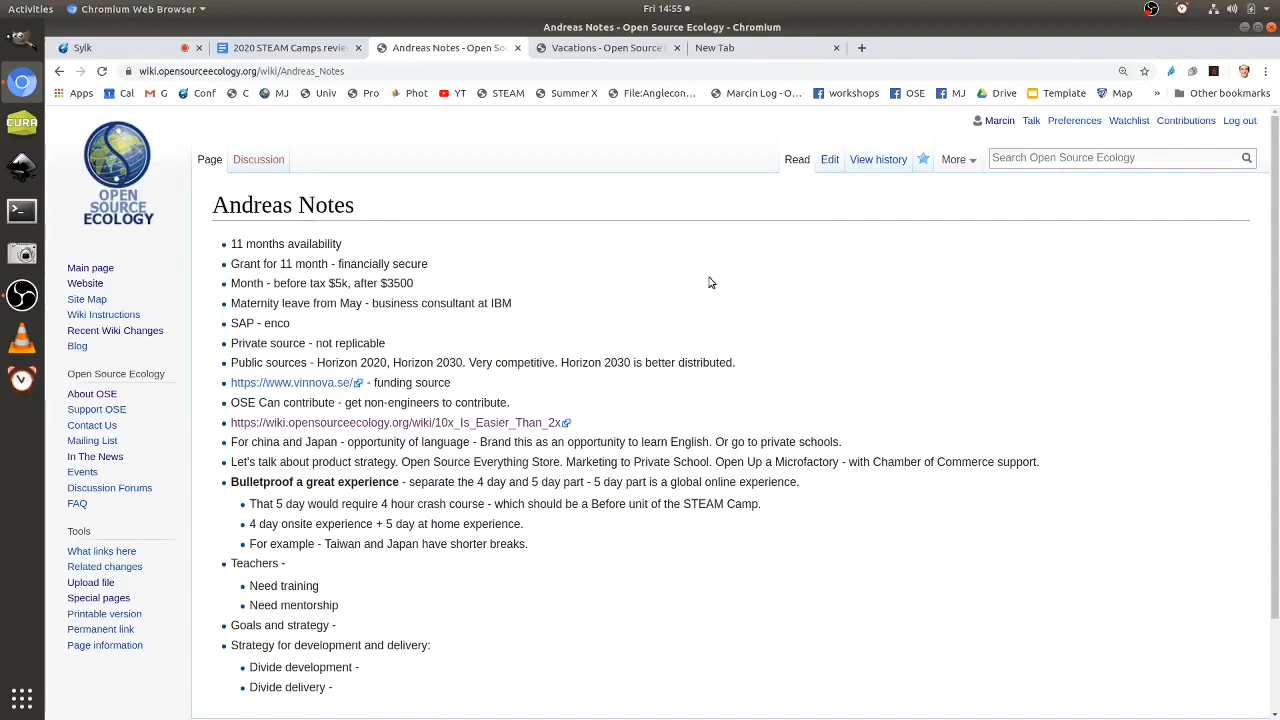 Activities
Chromium Web Browser
Fri 14:55
Andreas Notes - Open Source Ecology - Chromium
Sylk
2020 STEAM Camps revie
Andreas Notes - Open So
Vacations - Open Source
New Tab
wiki.opensourceecology.org/wiki/Andreas_Notes
Apps Cal G Conf C MJ Univ Pro Phot YT STEAM Summer X File:Anglecon... Marcin Log - O... workshops OSE MJ Drive Template Map » Other bookmarks
Marcin Talk Preferences Watchlist Contributions Log out
Page Discussion Read Edit View history More Search Open Source Ecology
OPEN
SOURCE
ECOLOGY
CURA
Main page
Website
Site Map
Wiki Instructions
Recent Wiki Changes
Blog
Open Source Ecology
About OSE
Support OSE
Contact Us
Mailing List
In The News
Events
Discussion Forums
FAQ
Tools
What links here
Related changes
Upload file
Special pages
Printable version
Permanent link
Page information
Andreas Notes
11 months availability
Grant for 11 month - financially secure
Month - before tax $5k, after $3500
Maternity leave from May - business consultant at IBM
SAP - enco
Private source - not replicable
Public sources - Horizon 2020, Horizon 2030. Very competitive. Horizon 2030 is better distributed.
https://www.vinnova.se/ - funding source
OSE Can contribute - get non-engineers to contribute.
https://wiki.opensourceecology.org/wiki/10x_Is_Easier_Than_2x
For china and Japan - opportunity of language - Brand this as an opportunity to learn English. Or go to private schools.
Let's talk about product strategy. Open Source Everything Store. Marketing to Private School. Open Up a Microfactory - with Chamber of Commerce support.
Bulletproof a great experience - separate the 4 day and 5 day part - 5 day part is a global online experience.
That 5 day would require 4 hour crash course - which should be a Before unit of the STEAM Camp.
4 day onsite experience + 5 day at home experience.
For example - Taiwan and Japan have shorter breaks.
Teachers -
Need training
Need mentorship
Goals and strategy -
Strategy for development and delivery:
Divide development -
Divide delivery -